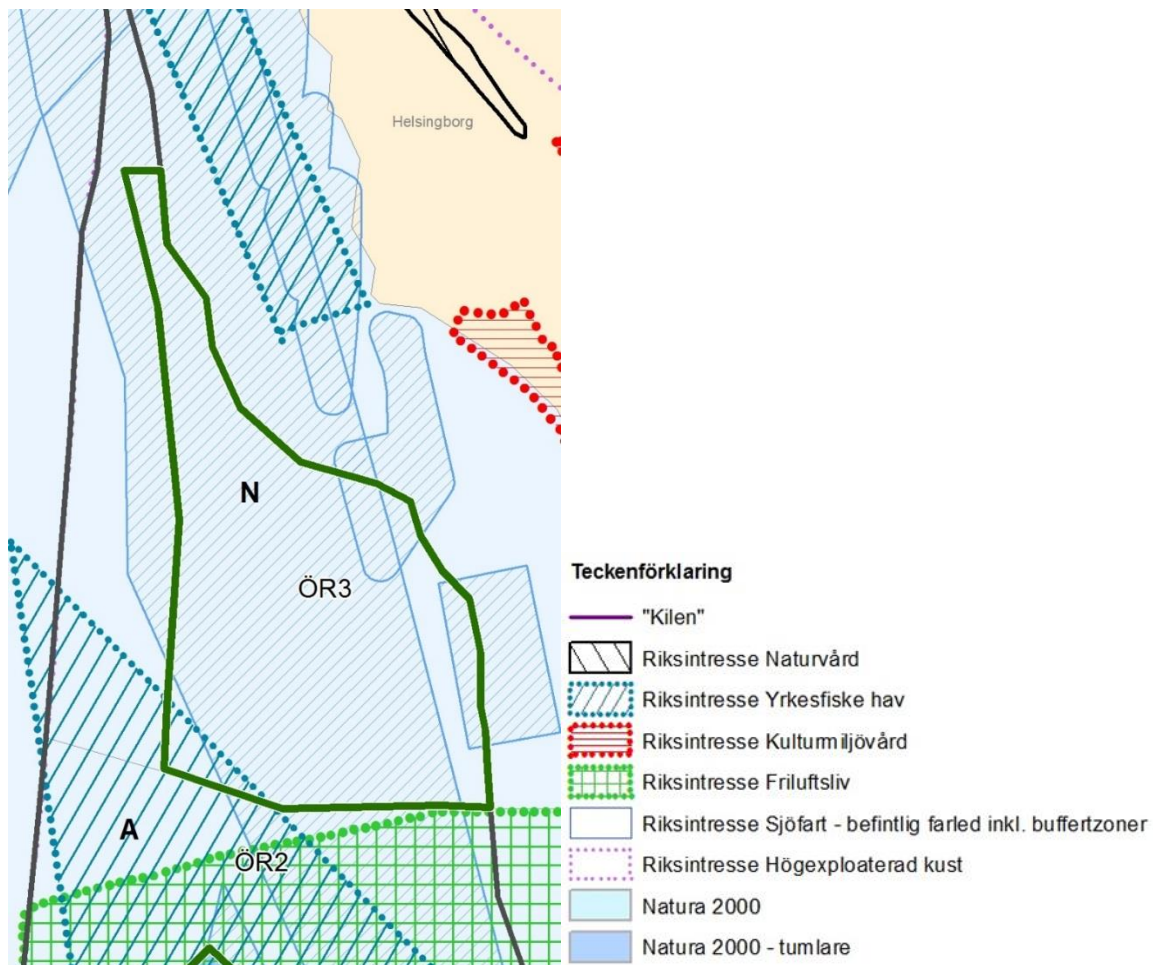 Helsingborg
N
ÖR3
A
ÖR2
Teckenförklaring
"Kilen"
Riksintresse Naturvård
Riksintresse Yrkesfiske hav
Riksintresse Kulturmiljövård
Riksintresse Friluftsliv
Riksintresse Sjöfart - befintlig farled inkl. buffertzoner
Riksintresse Högexploaterad kust
Natura 2000
Natura 2000 - tumlare